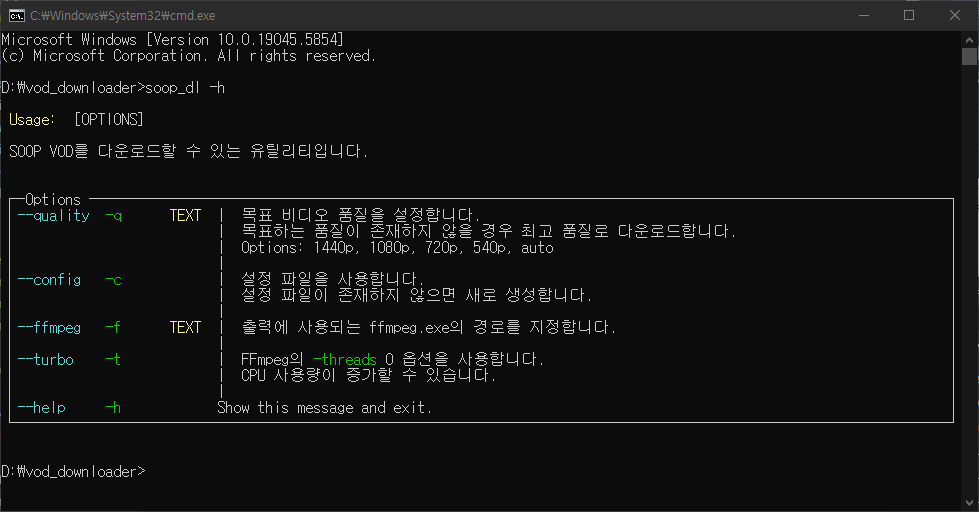 C:₩Windows₩System32₩cmd.exe
Microsoft Windows [Version 10.0.19045.5854]
(c) Microsoft Corporation. All rights reserved.
D:₩vod_downloader>soop_dl -h
Usage: [OPTIONS]
SOOP VOD를 다운로드할 수 있는 유틸리티입니다.
Options
--quality -q TEXT | 목표 비디오 품질을 설정합니다.
| 목표하는 품질이 존재하지 않을 경우 최고 품질로 다운로드합니다.
| Options: 1440p, 1080p, 720p, 540p, auto
|
--config -c | 설정 파일을 사용합니다.
| 설정 파일이 존재하지 않으면 새로 생성합니다.
|
--ffmpeg -f TEXT | 출력에 사용되는 ffmpeg.exe의 경로를 지정합니다.
|
--turbo -t | FFmpeg의 -threads 0 옵션을 사용합니다.
| CPU 사용량이 증가할 수 있습니다.
|
--help -h Show this message and exit.
D:₩vod_downloader>